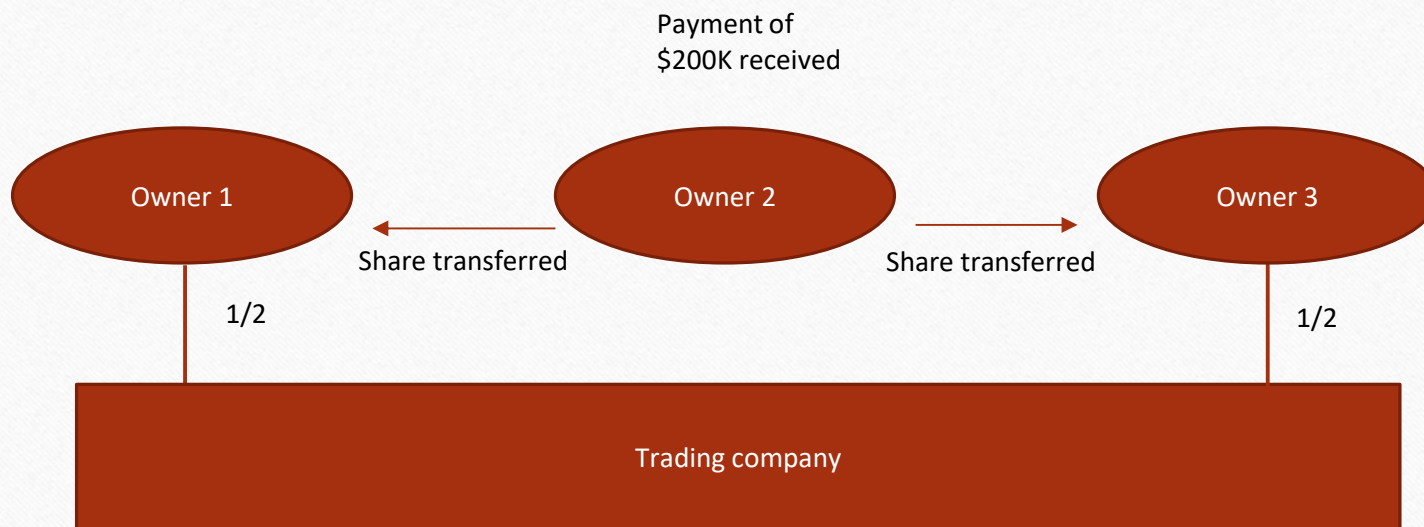 Payment of
$200K received
Owner 1
Owner 2
Owner 3
Share transferred
Share transferred
1/2
1/2
Trading company